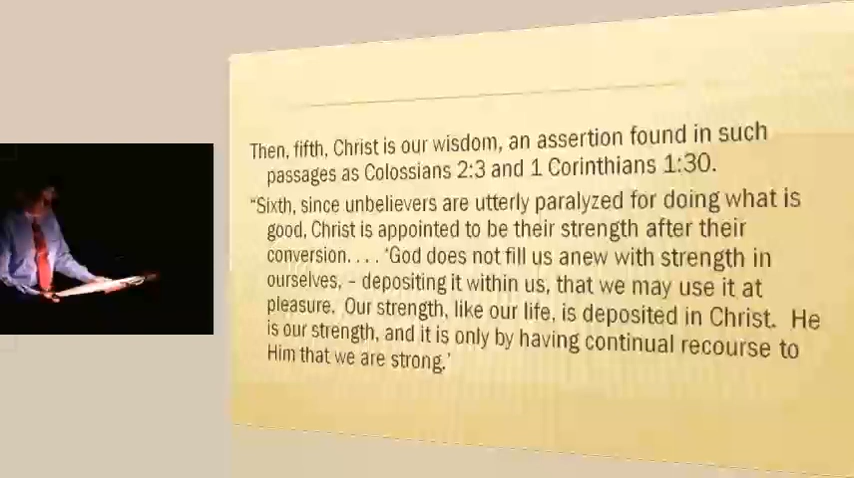 Then, fifth, Christ is our wisdom, an assertion found in such
passages as Colossians 2:3 and 1 Corinthians 1:30.
“Sixth, since unbelievers are utterly paralyzed for doing what is
good, Christ is appointed to be their strength after their
conversion. . . . ‘God does not fill us anew with strength in
ourselves, – depositing it within us, that we may use it at
pleasure.  Our strength, like our life, is deposited in Christ.  He
is our strength, and it is only by having continual recourse to
Him that we are strong.’